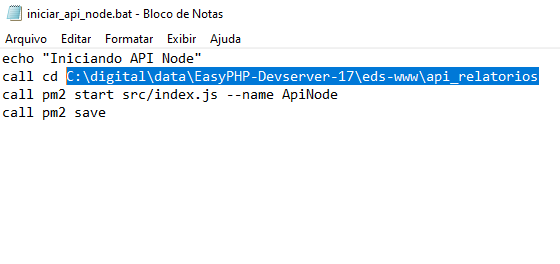 iniciar_api_node.bat - Bloco de Notas
Arquivo Editar Formatar Exibir Ajuda
echo "Iniciando API Node"
call cd C:\digital\data\EasyPHP-Devserver-17\eds-www\api_relatorios
call pm2 start src/index.js --name ApiNode
call pm2 save